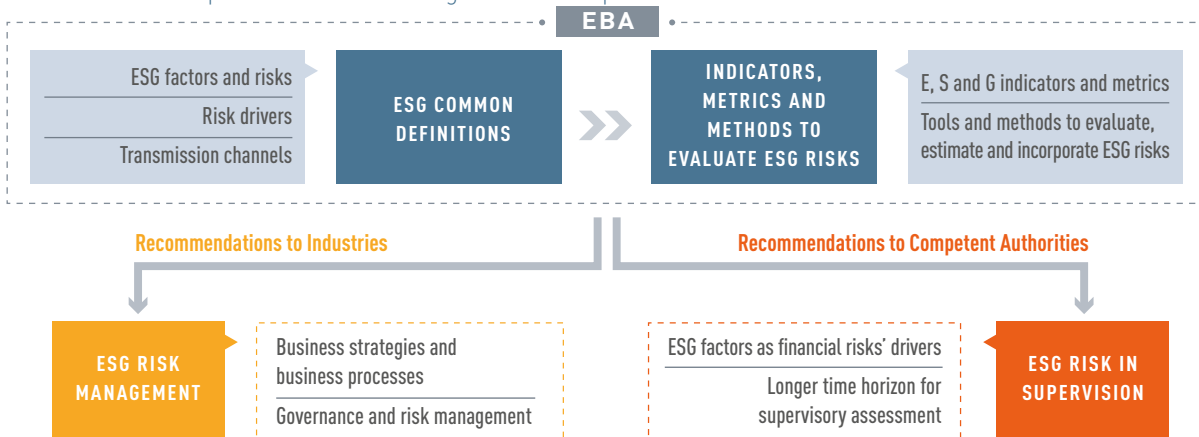 EBA
ESG factors and risks
Risk drivers
Transmission channels
ESG COMMON
DEFINITIONS
INDICATORS,
METRICS AND
METHODS TO
EVALUATE ESG RISKS
E, S and G indicators and metrics
Tools and methods to evaluate,
estimate and incorporate ESG risks
Recommendations to Industries
Recommendations to Competent Authorities
ESG RISK
MANAGEMENT
Business strategies and
business processes
Governance and risk management
ESG factors as financial risks' drivers
Longer time horizon for
supervisory assessment
ESG RISK IN
SUPERVISION